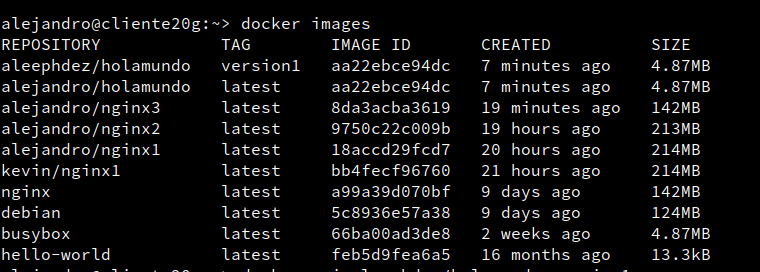 alejandro@cliente20g:~> docker images
REPOSITORY TAG IMAGE ID CREATED SIZE
aleephdez/holamundo version1 aa22ebce94dc 7 minutes ago 4.87MB
alejandro/holamundo latest aa22ebce94dc 7 minutes ago 4.87MB
alejandro/nginx3 latest 8da3acba3619 19 minutes ago 142MB
alejandro/nginx2 latest 9750c22c009b 19 hours ago 213MB
alejandro/nginx1 latest 18accd29fcd7 20 hours ago 214MB
kevin/nginx1 latest bb4fecf96760 21 hours ago 214MB
nginx latest a99a39d070bf 9 days ago 142MB
debian latest 5c8936e57a38 9 days ago 124MB
busybox latest 66ba00ad3de8 2 weeks ago 4.87MB
hello-world latest feb5d9fea6a5 16 months ago 13.3kB